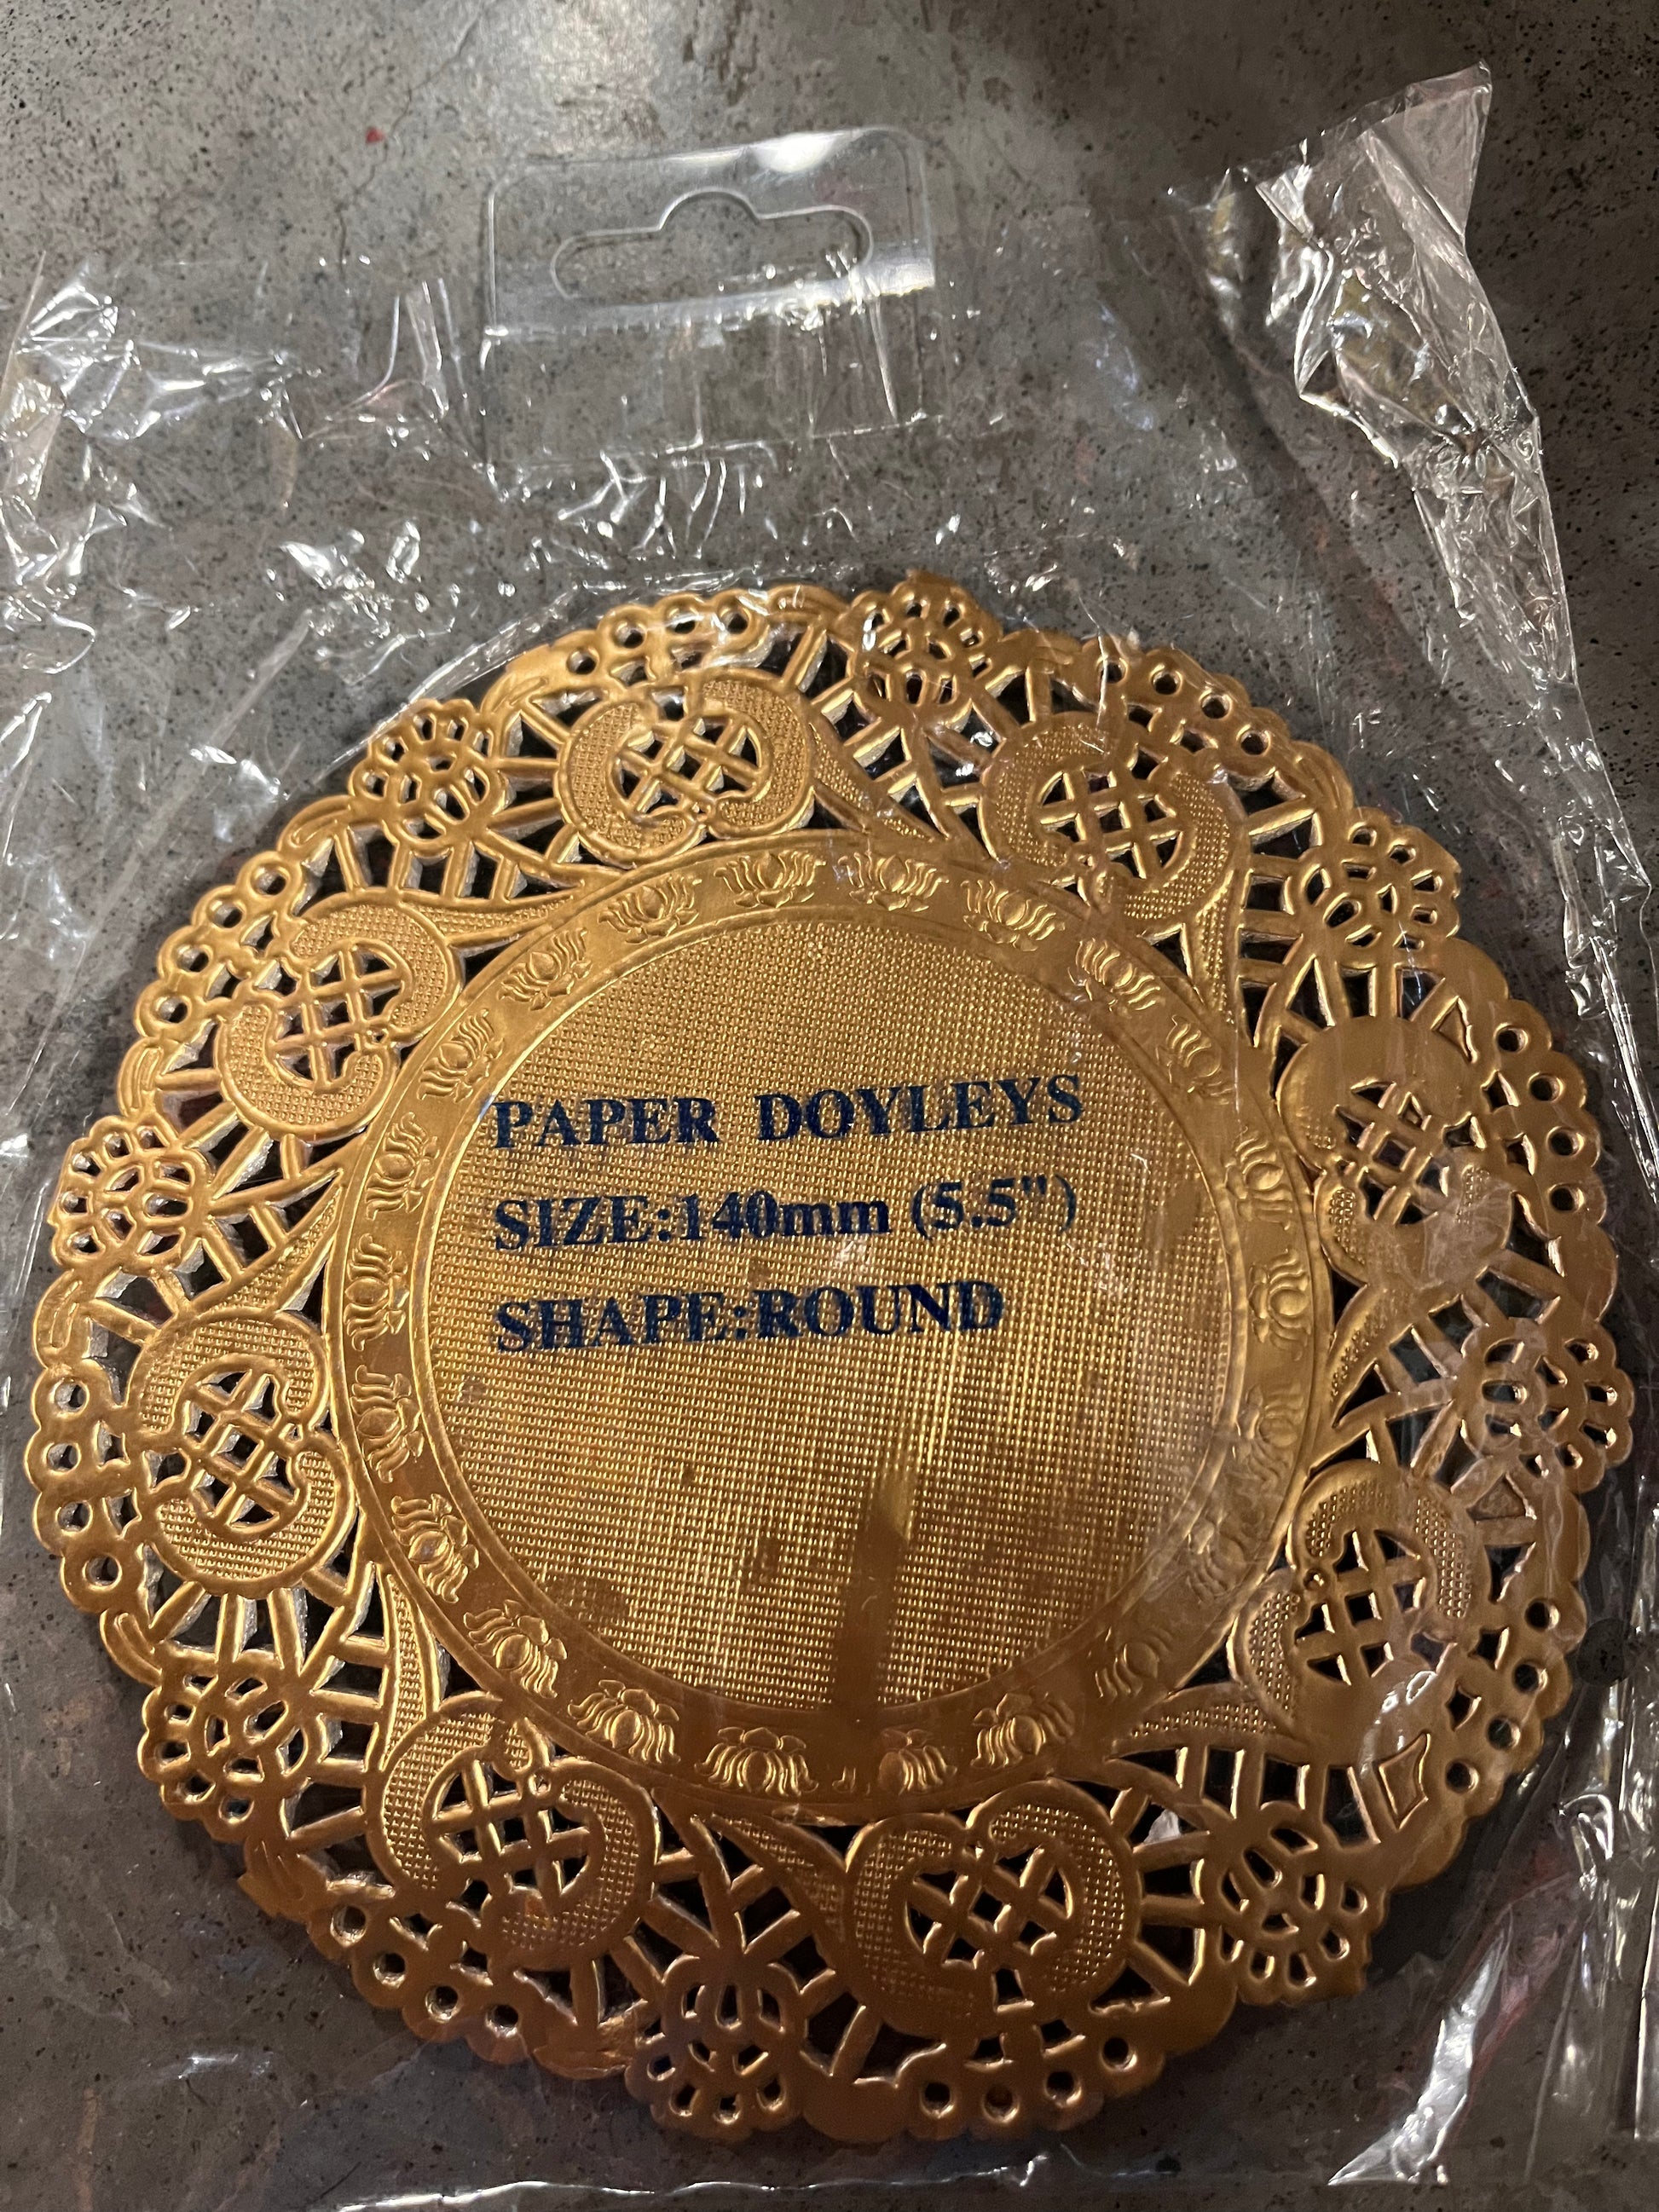 PAPER DOYLEYS
SIZE:140mm (5.5")
SHAPE:ROUND